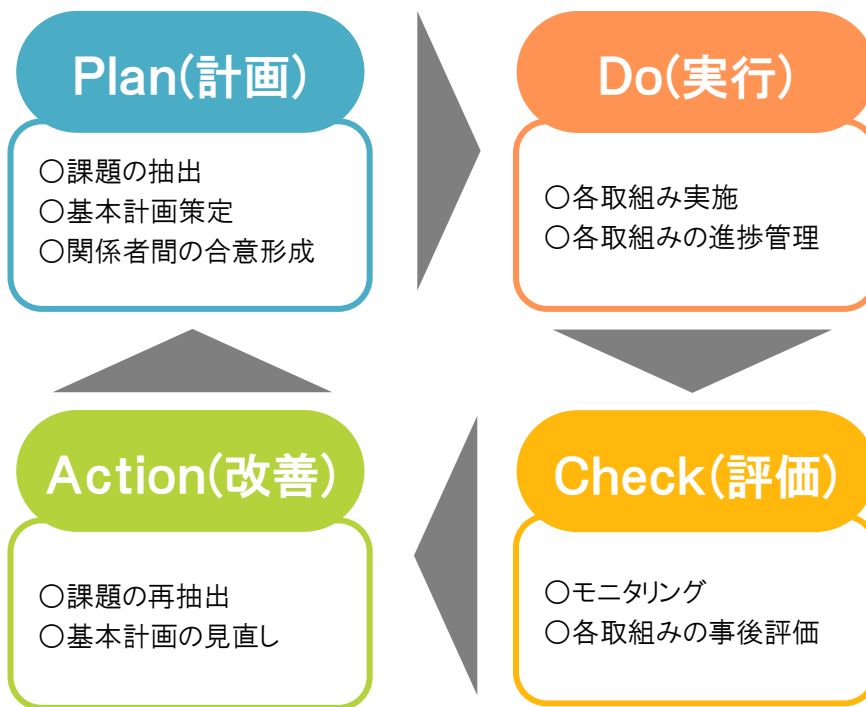 Plan(計画)
○課題の抽出
○基本計画策定
○関係者間の合意形成
Do(実行)
○各取組み実施
○各取組みの進捗管理
Check(評価)
○モニタリング
○各取組みの事後評価
Action(改善)
○課題の再抽出
○基本計画の見直し